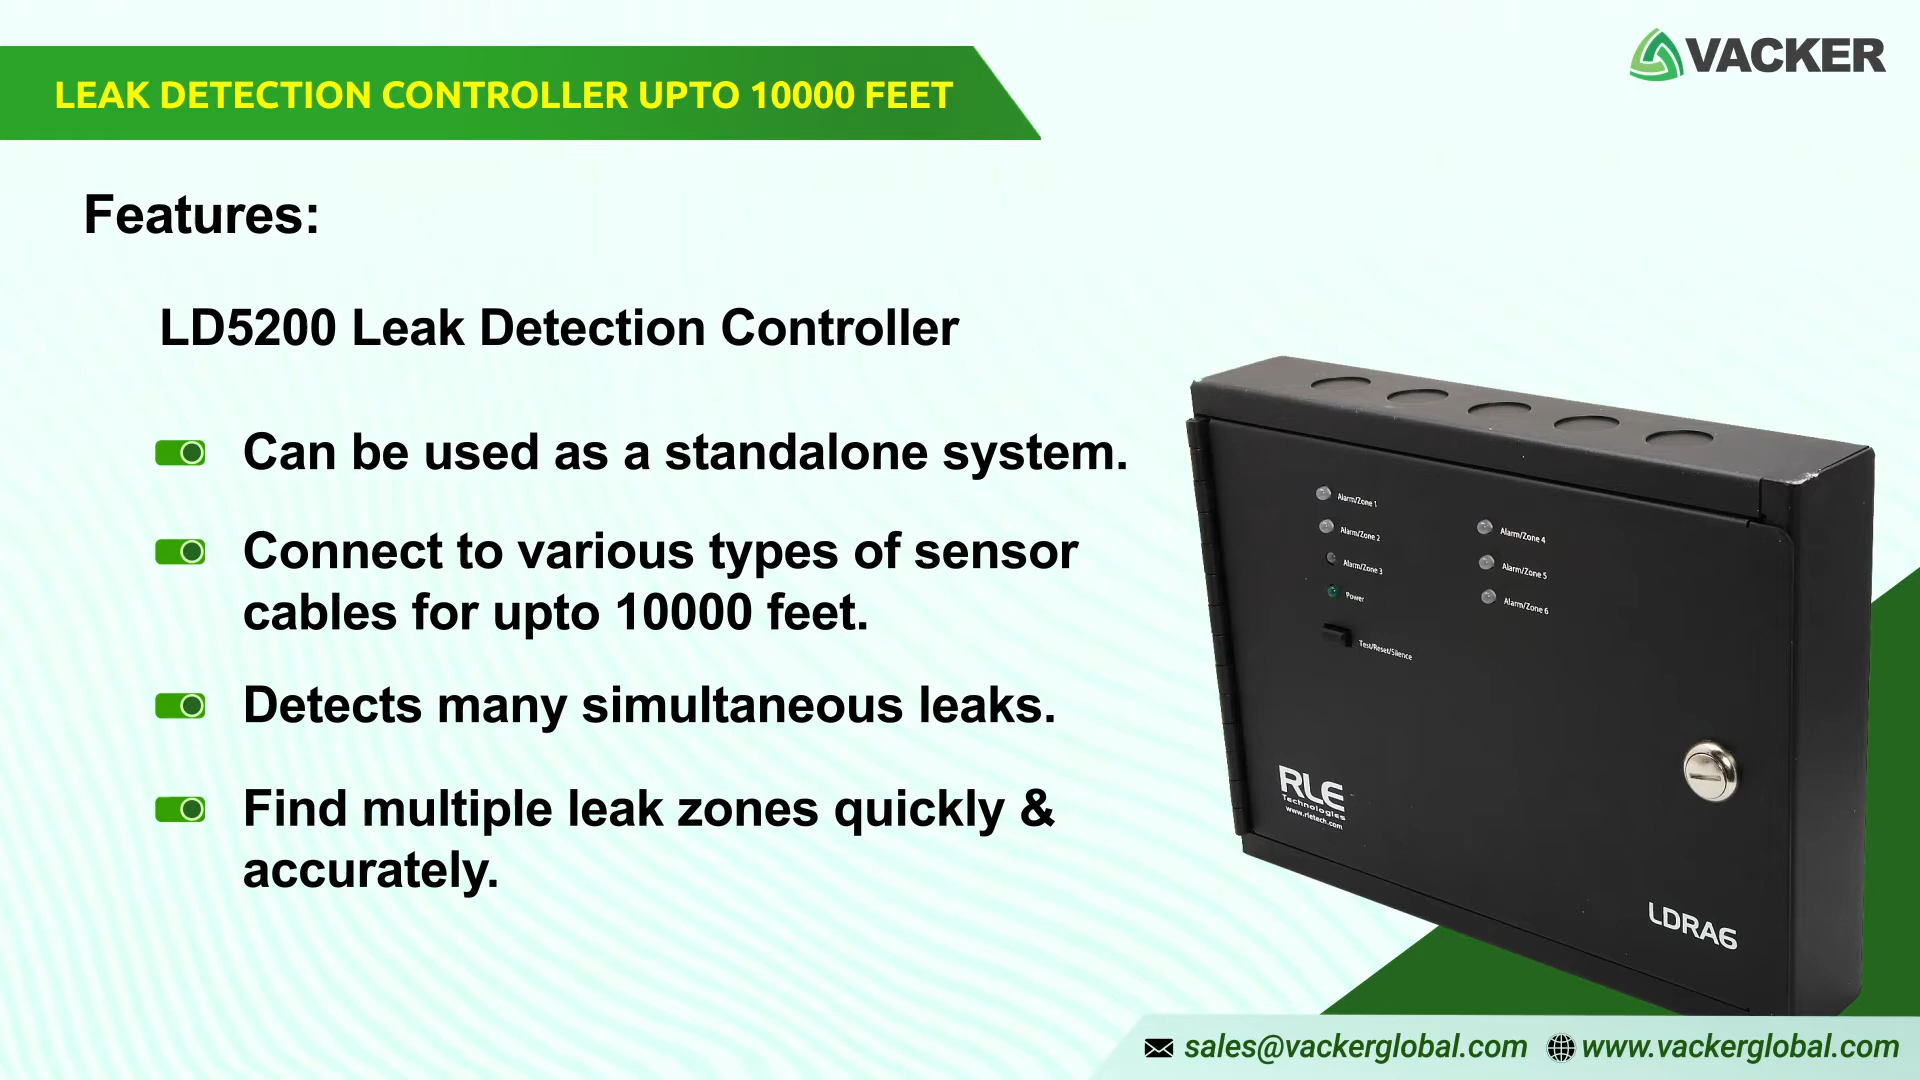 VACKER
LEAK DETECTION CONTROLLER UPTO 10000 FEET
Features:
LD5200 Leak Detection Controller
Can be used as a standalone system.
Connect to various types of sensor
cables for upto 10000 feet.
Detects many simultaneous leaks.
Find multiple leak zones quickly &
accurately.
Alarm/Zone 1
Alarm/Zone 2
Alarm/Zone 3
Power
Test/Reset/Silence
Alarm/Zone 4
Alarm/Zone 5
Alarm/Zone 6
RLE
Technologies
www.rletech.com
LDRA6
sales@vackerglobal.com
www.vackerglobal.com